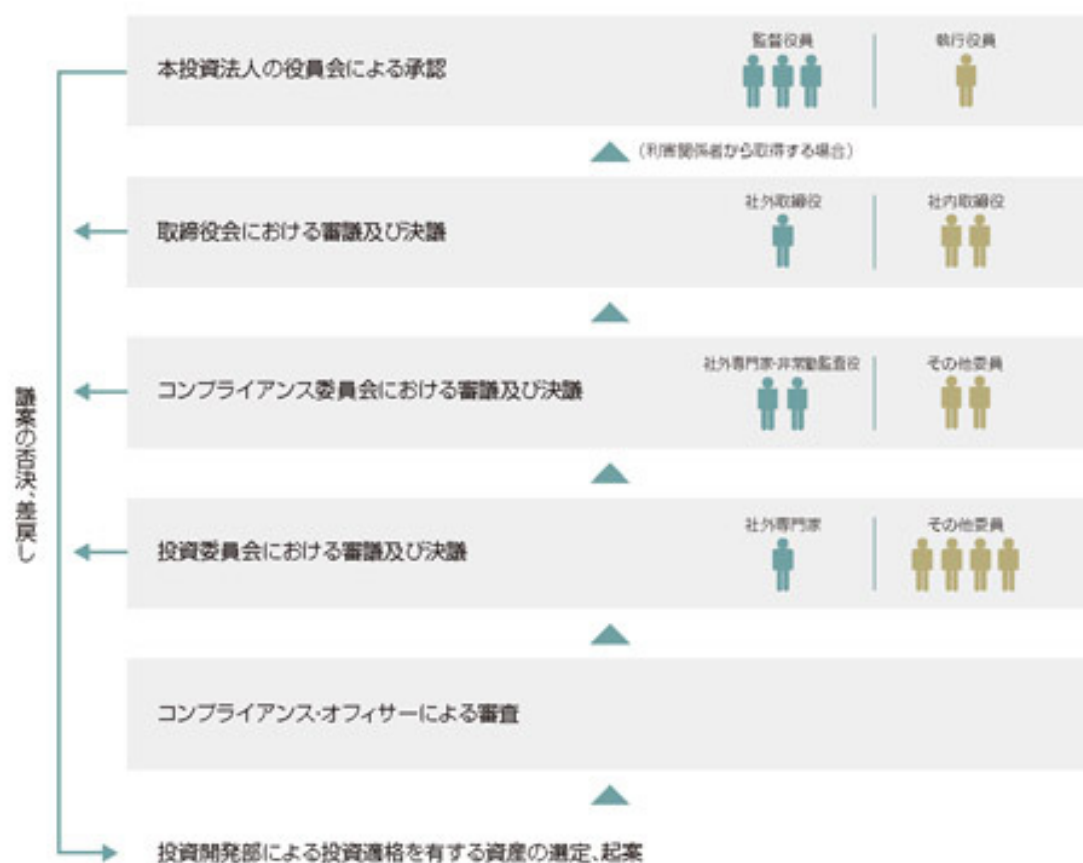 本投資法人の役員会による承認
監督役員
執行役員
(利害関係者から取得する場合)
取締役会における審議及び決議
社外取締役
社内取締役
コンプライアンス委員会における審議及び決議
社外専門家・非常勤監査役
その他委員
投資委員会における審議及び決議
社外専門家
その他委員
コンプライアンス・オフィサーによる審査
投資開発部による投資適格を有する資産の選定、起案
議案の否決、差戻し